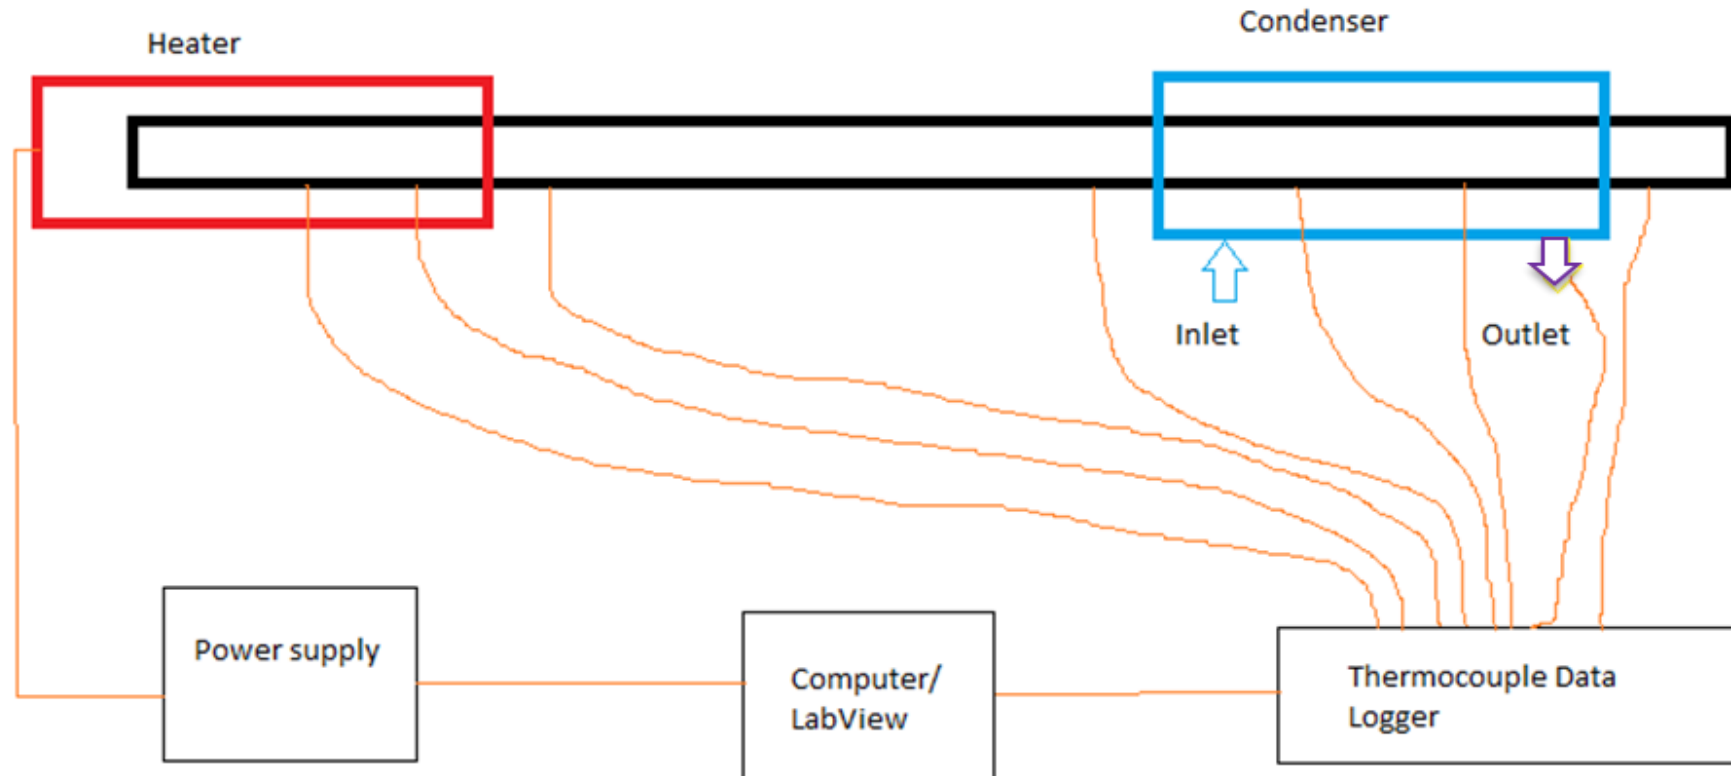 Heater
Condenser
Inlet
Outlet
Power supply
Computer/
LabView
Thermocouple Data
Logger